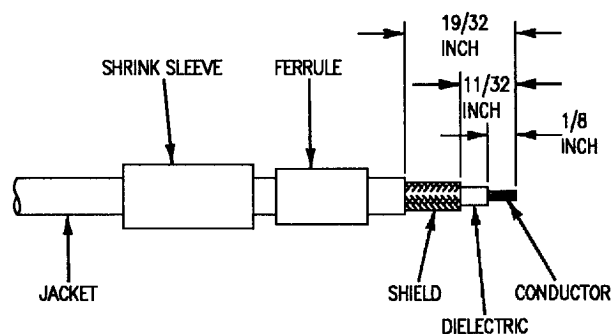 19/32
INCH
SHRINK SLEEVE
FERRULE
11/32
INCH
1/8
INCH
JACKET
SHIELD
CONDUCTOR
DIELECTRIC